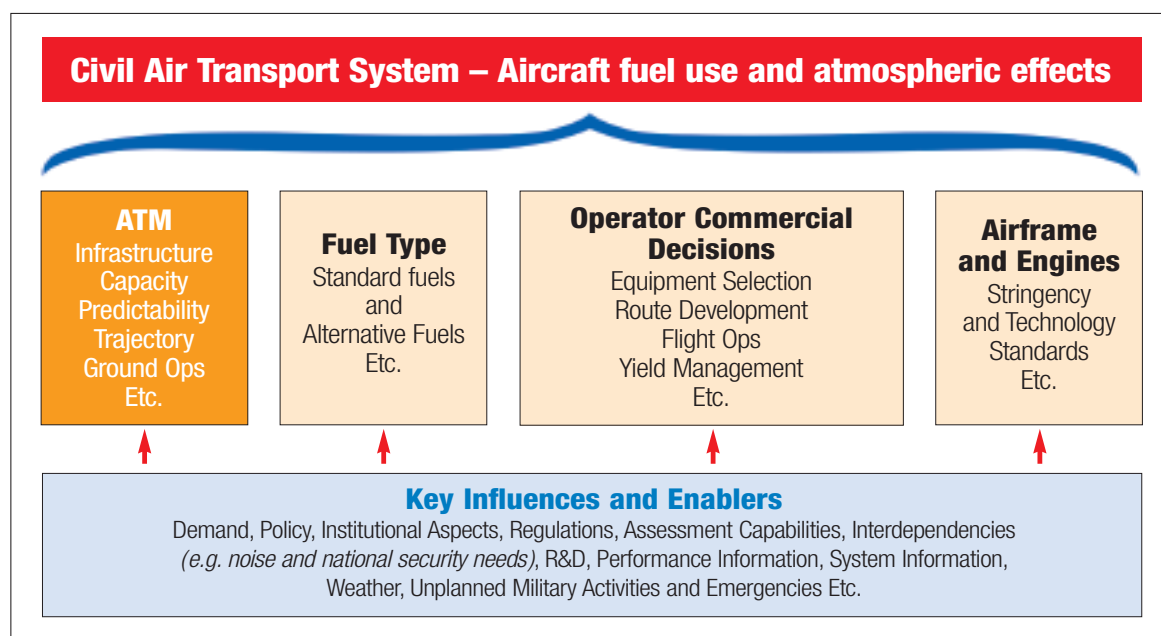 Civil Air Transport System – Aircraft fuel use and atmospheric effects
ATM
Infrastructure
Capacity
Predictability
Trajectory
Ground Ops
Etc.
Fuel Type
Standard fuels
and
Alternative Fuels
Etc.
Operator Commercial
Decisions
Equipment Selection
Route Development
Flight Ops
Yield Management
Etc.
Airframe
and Engines
Stringency
and Technology
Standards
Etc.
Key Influences and Enablers
Demand, Policy, Institutional Aspects, Regulations, Assessment Capabilities, Interdependencies
(e.g. noise and national security needs), R&D, Performance Information, System Information,
Weather, Unplanned Military Activities and Emergencies Etc.